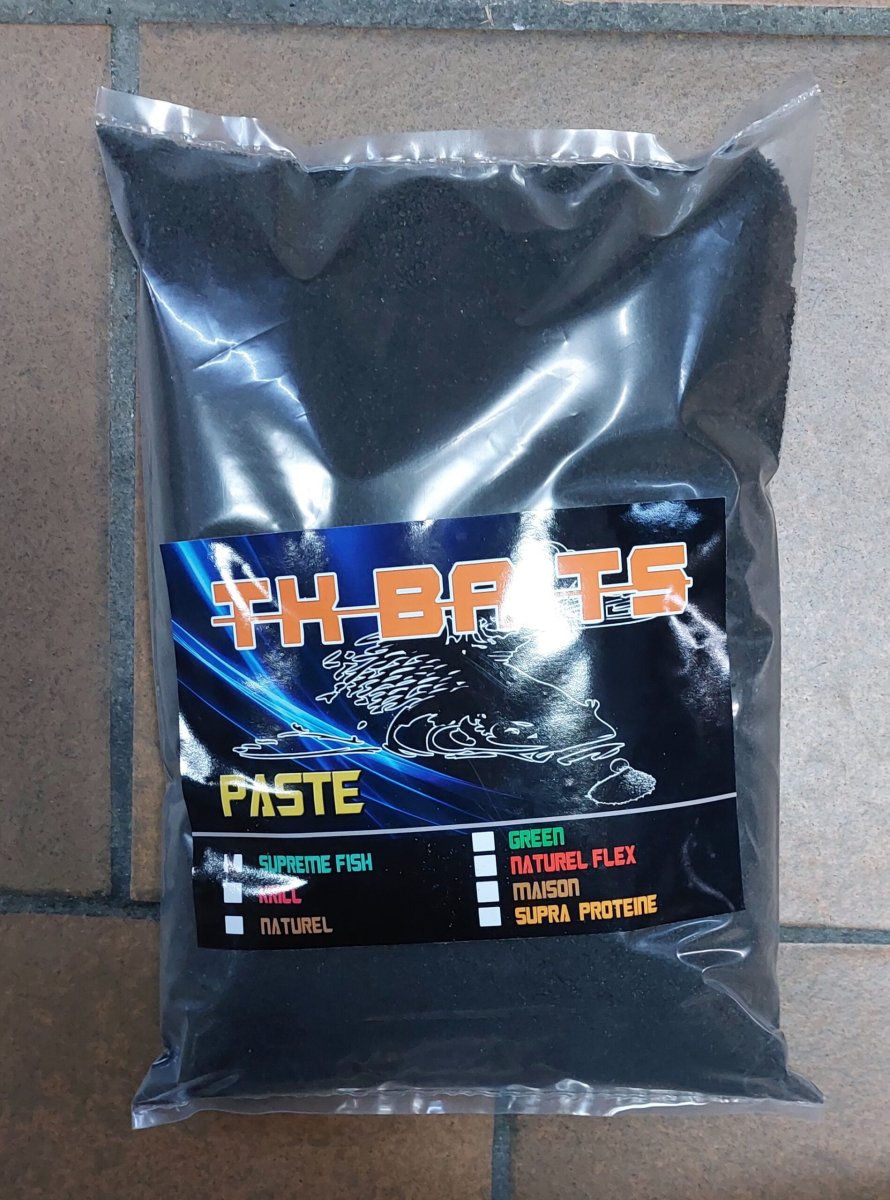 TK BAITS
PASTE
SUPREME FISH
KRILL
NATUREL
GREEN
NATUREL FLEX
MAISON
SUPRA PROTEINE